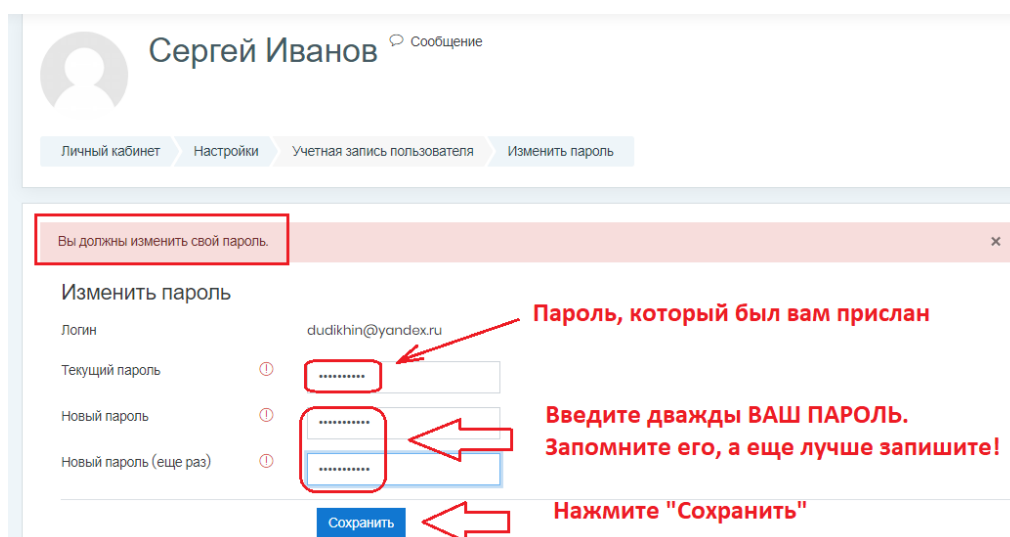 Сергей Иванов Сообщение
Личный кабинет Настройки Учетная запись пользователя Изменить пароль
Вы должны изменить свой пароль. ×
Изменить пароль
Пароль, который был вам прислан
Логин dudikhin@yandex.ru
Текущий пароль ••••••••••
Новый пароль •••••••••••
Введите дважды ВАШ ПАРОЛЬ.
Запомните его, а еще лучше запишите!
Новый пароль (еще раз) •••••••••••
Сохранить
Нажмите "Сохранить"